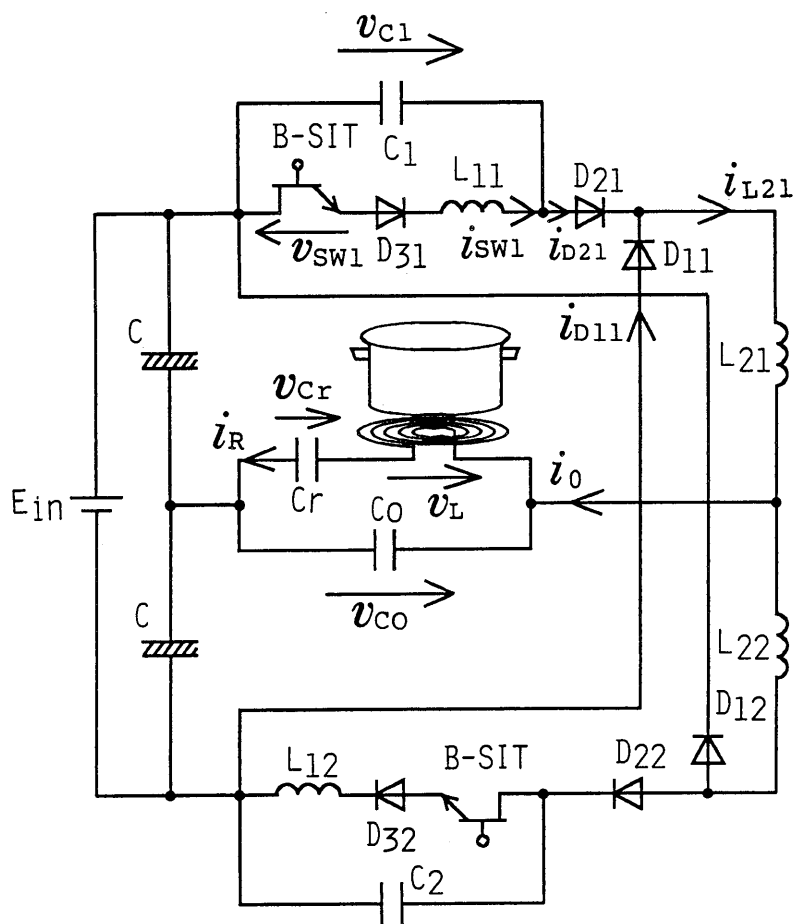 vC1
B-SIT
C1
L11
D21
iL21
vSW1
D31
iSW1
iD21
D11
C
iD11
L21
vCr
iR
Ein
Cr
vL
i0
Co
vCO
C
L22
D12
L12
B-SIT
D22
D32
C2